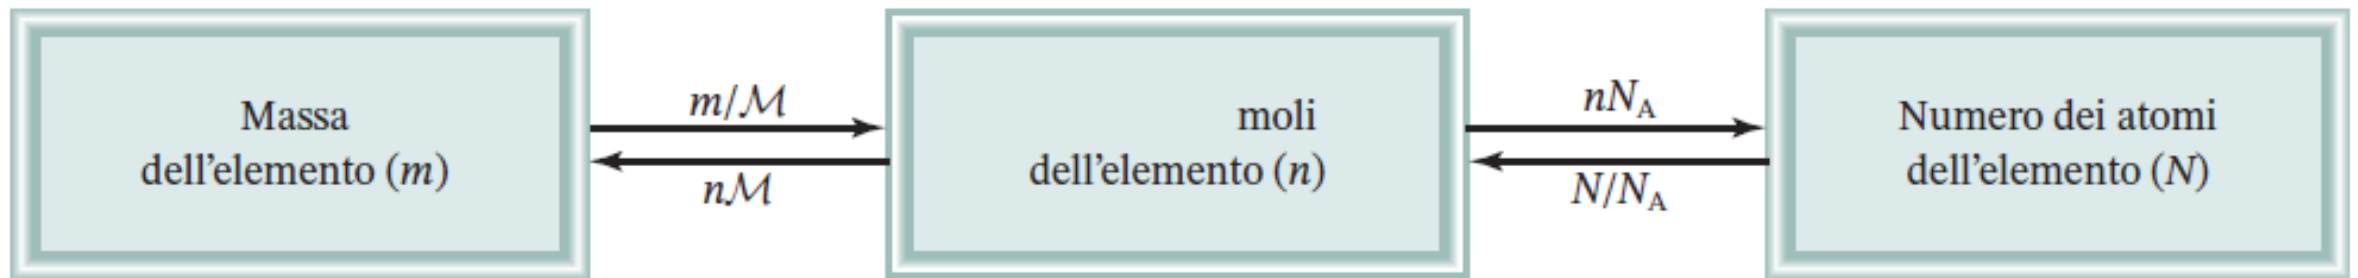 Massa
dell'elemento (m)
m/ℳ
nℳ
moli
dell'elemento (n)
nN_A
N/N_A
Numero dei atomi
dell'elemento (N)